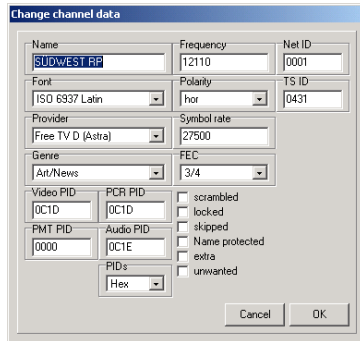 Change channel data
Name Frequency Net ID
SÜDWEST RP 12110 0001
Font Polarity TS ID
ISO 6937 Latin hor 0431
Provider Symbol rate
Free TV D (Astra) 27500
Genre FEC
Art/News 3/4
Video PID PCR PID scrambled
0C1D 0C1D locked
PMT PID Audio PID skipped
0000 0C1E Name protected
PIDs extra
Hex unwanted
Cancel OK